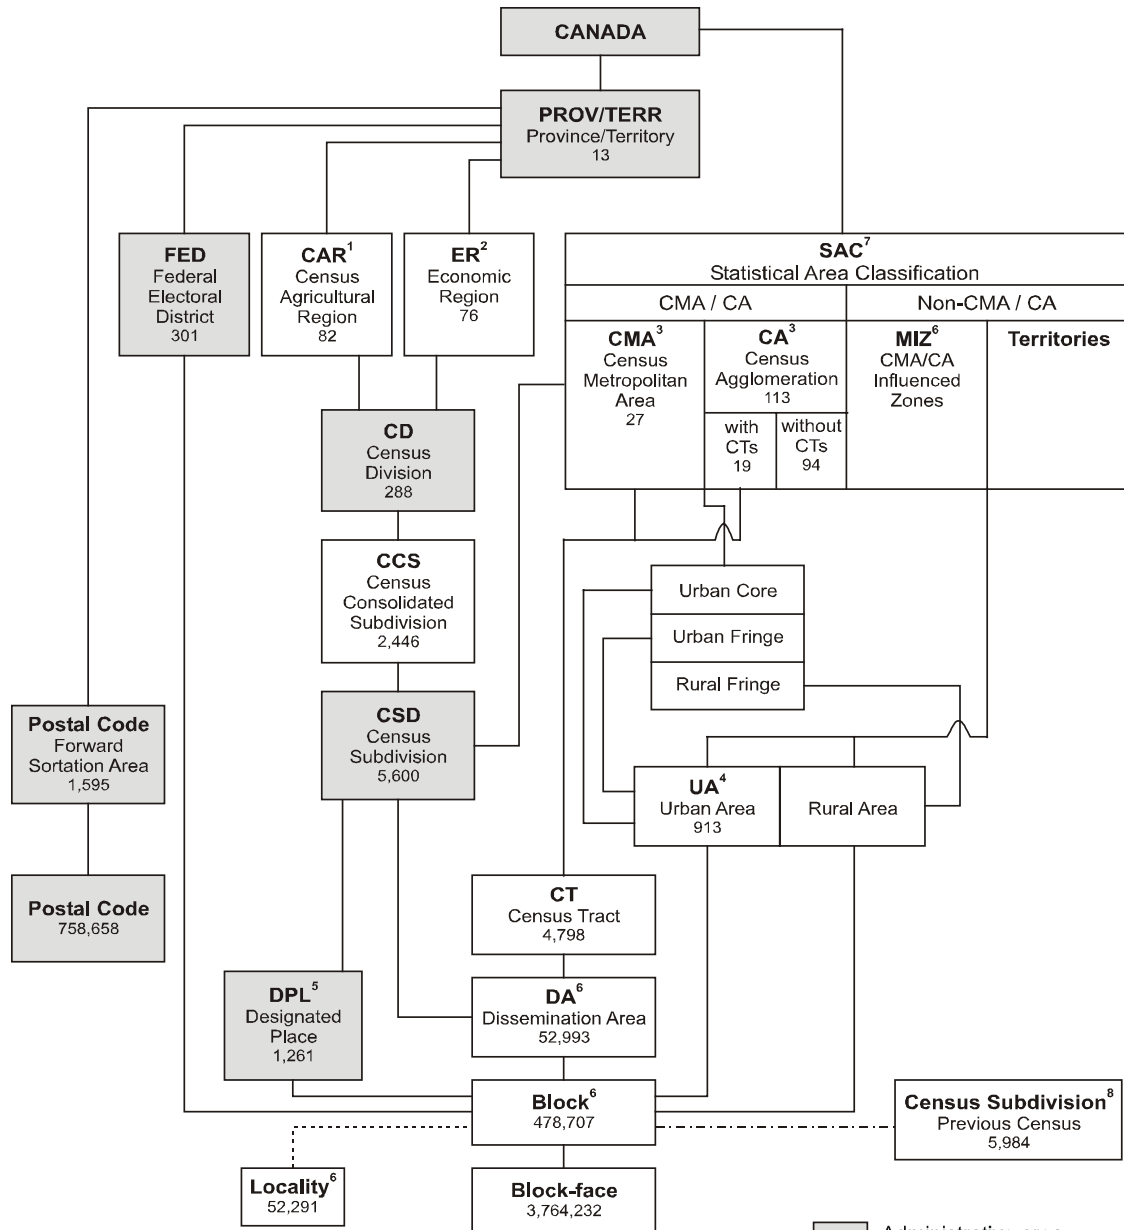 CANADA
PROV/TERR
Province/Territory
13
FED
Federal
Electoral
District
301
CAR1
Census
Agricultural
Region
82
ER2
Economic
Region
76
SAC7
Statistical Area Classification
CMA / CA
Non-CMA / CA
CMA3
Census
Metropolitan
Area
27
CA3
Census
Agglomeration
113
with
CTs
19
without
CTs
94
MIZ6
CMA/CA
Influenced
Zones
Territories
CD
Census
Division
288
CCS
Census
Consolidated
Subdivision
2,446
Urban Core
Urban Fringe
Rural Fringe
CSD
Census
Subdivision
5,600
Postal Code
Forward
Sortation Area
1,595
UA4
Urban Area
913
Rural Area
Postal Code
758,658
CT
Census Tract
4,798
DPL5
Designated
Place
1,261
DA6
Dissemination Area
52,993
Block6
478,707
Census Subdivision8
Previous Census
5,984
Locality6
52,291
Block-face
3,764,232